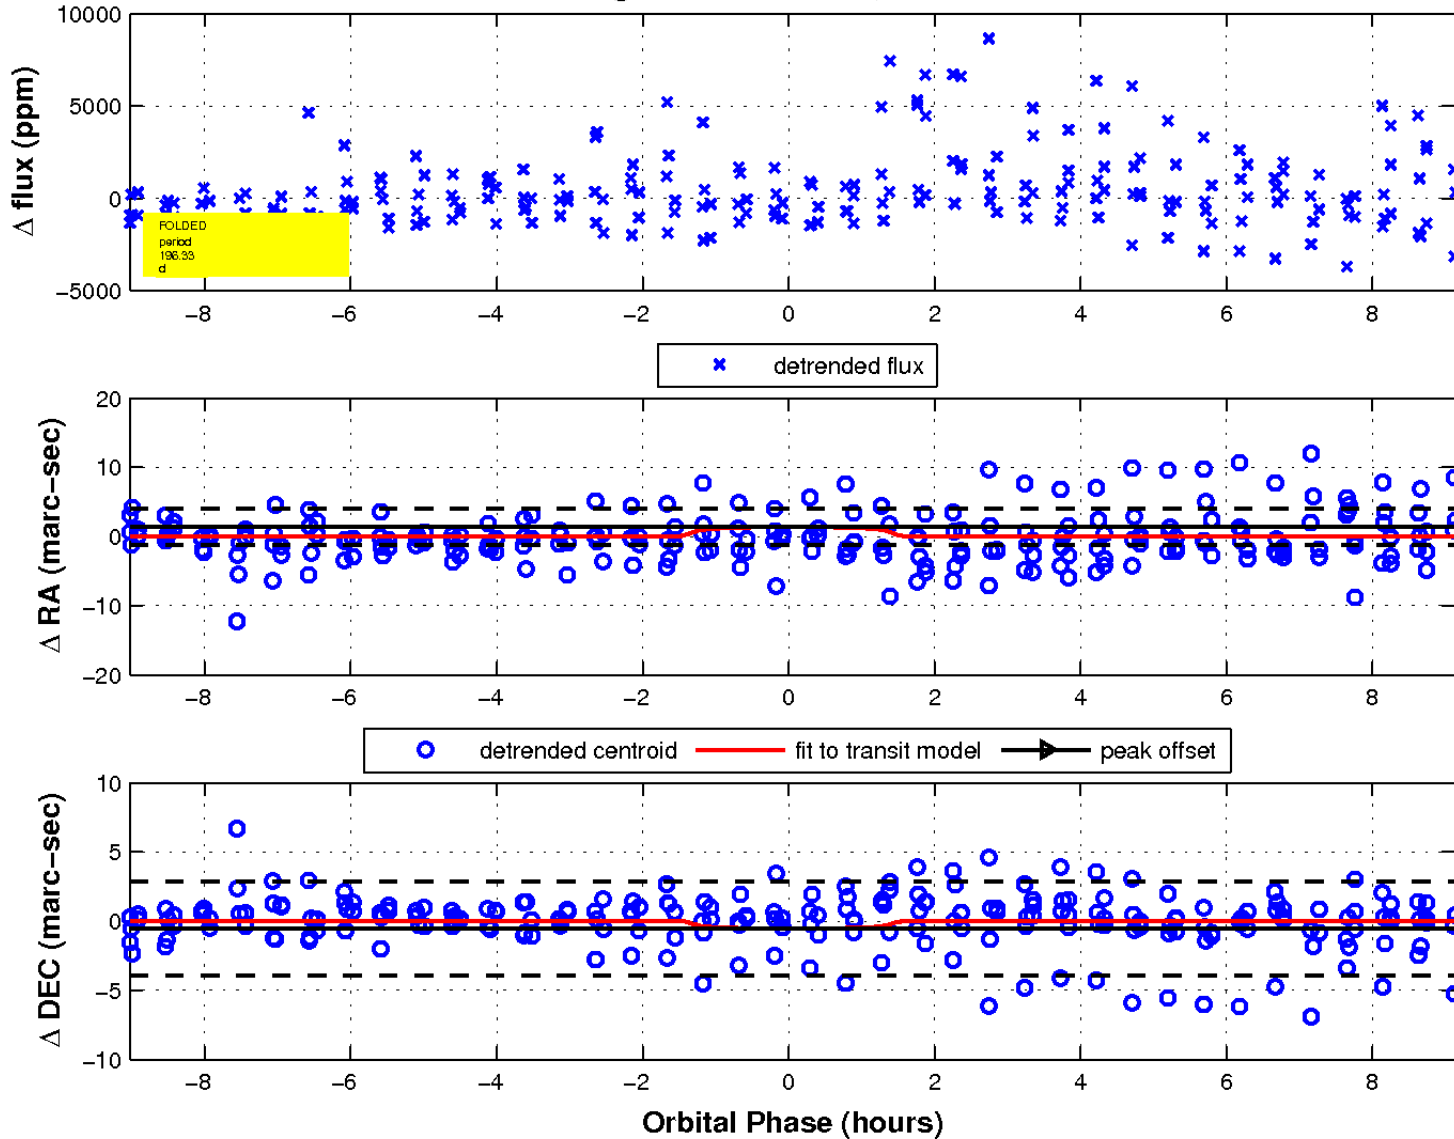 10000
5000
0
−5000
Δ flux (ppm)
FOLDED
period
196.33
d
−8 −6 −4 −2 0 2 4 6 8
detrended flux
20
10
0
−10
−20
Δ RA (marc−sec)
−8 −6 −4 −2 0 2 4 6 8
detrended centroid fit to transit model peak offset
10
5
0
−5
−10
Δ DEC (marc−sec)
−8 −6 −4 −2 0 2 4 6 8
Orbital Phase (hours)